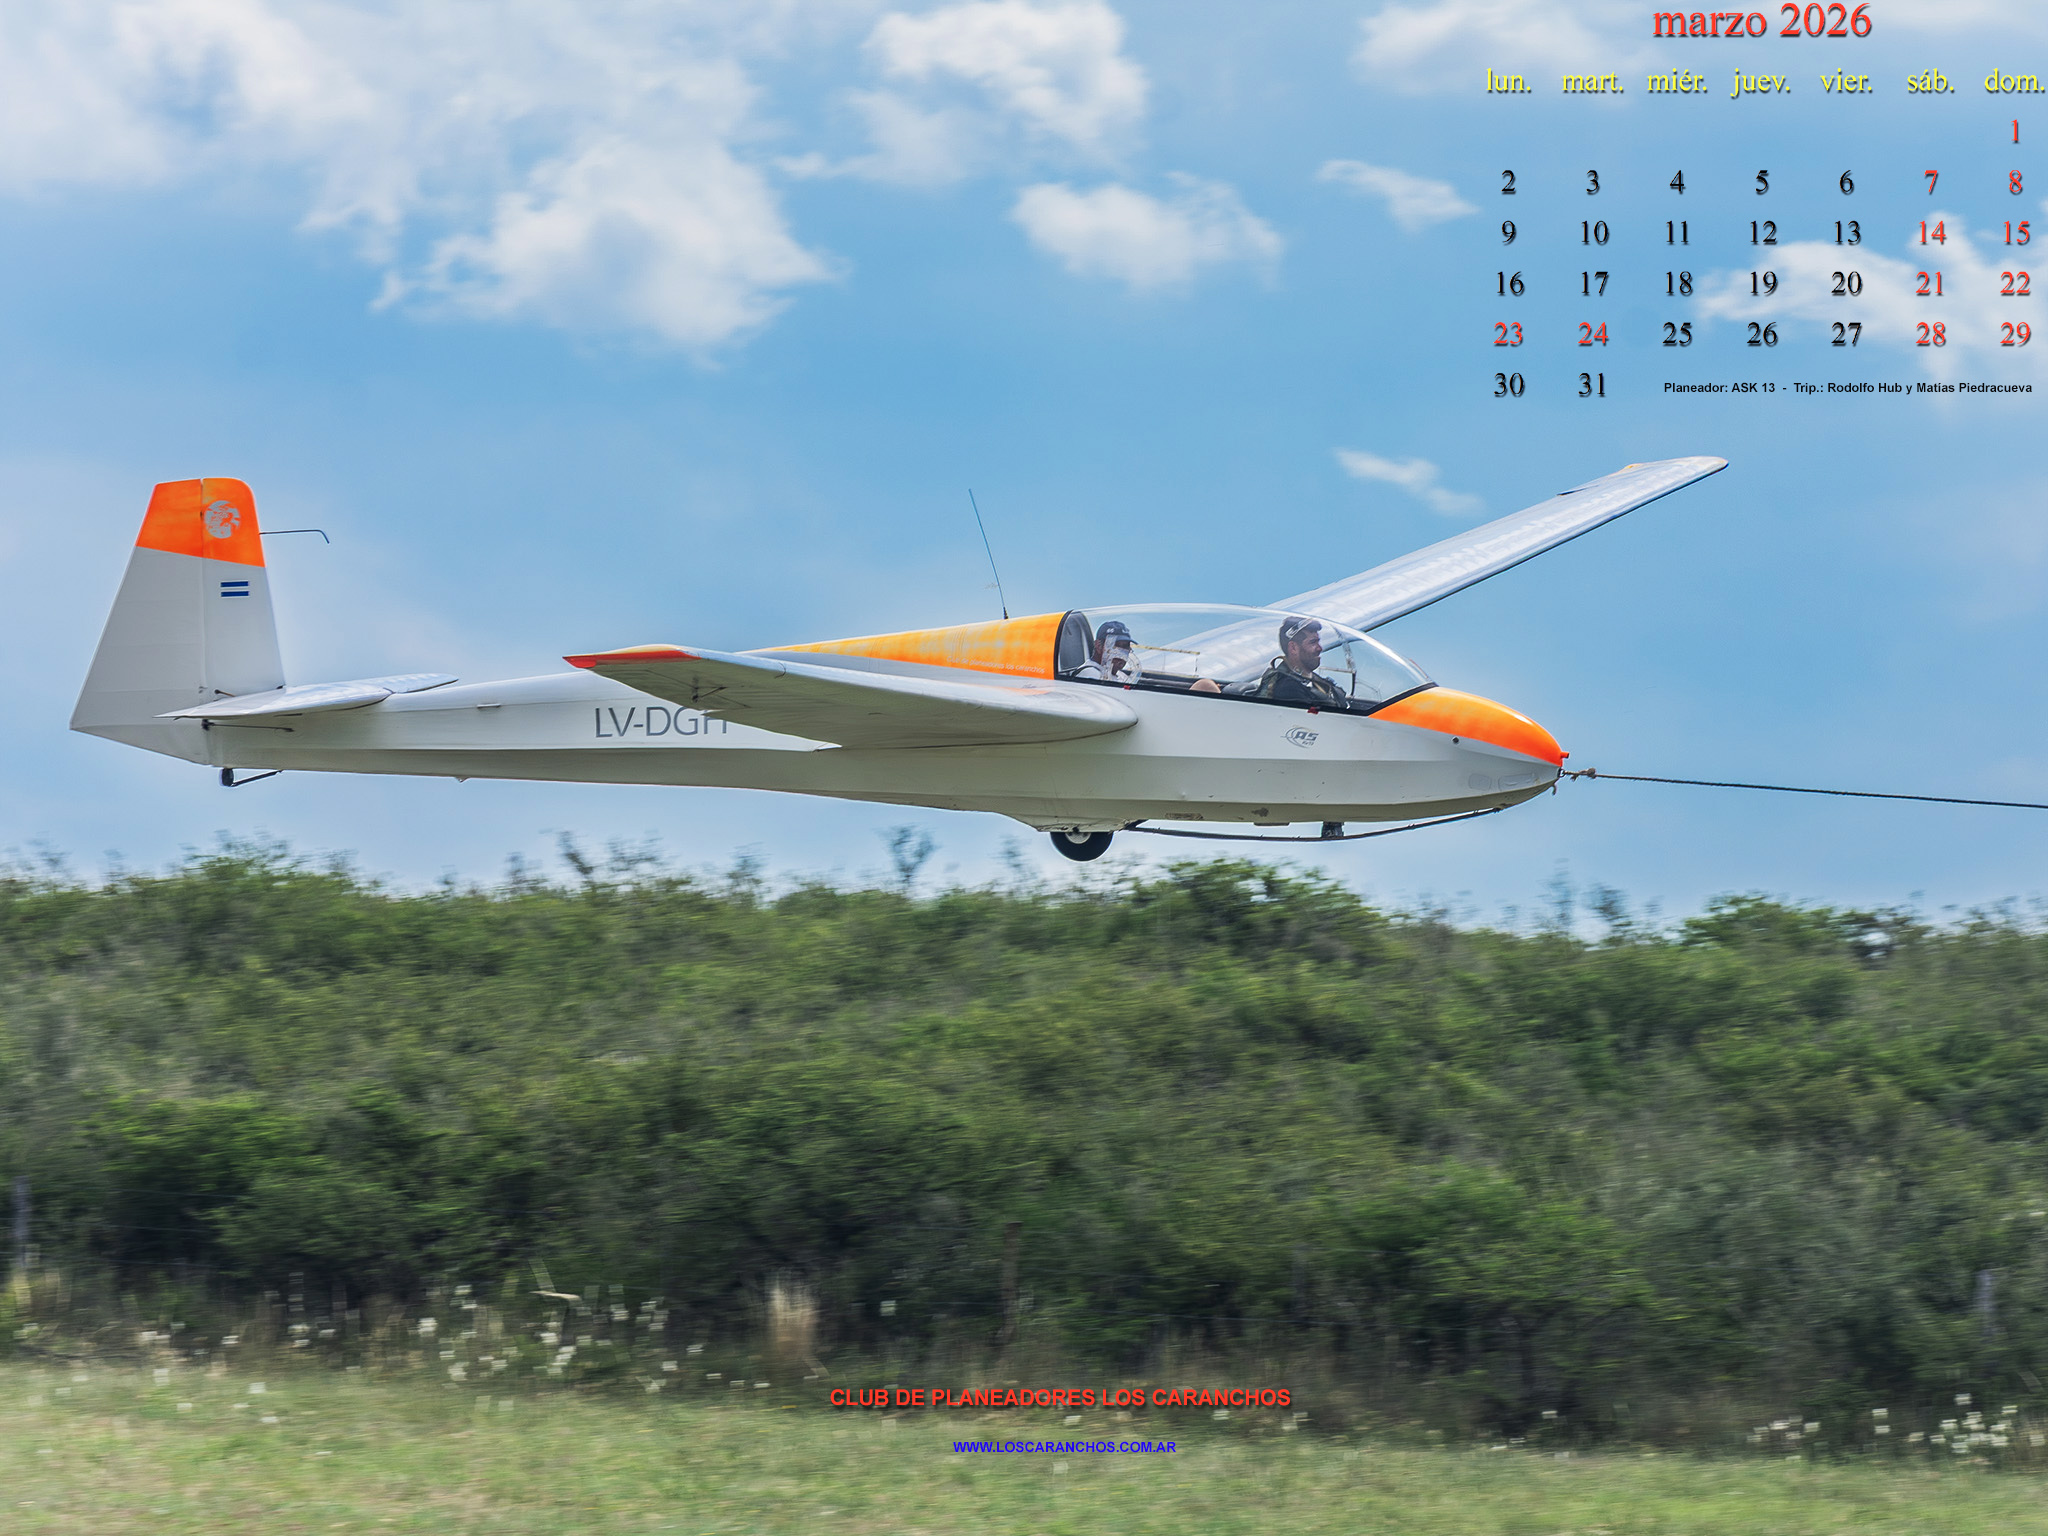 marzo 2026
lun. mart. miér. juev. vier. sáb. dom.
1
2 3 4 5 6 7 8
9 10 11 12 13 14 15
16 17 18 19 20 21 22
23 24 25 26 27 28 29
30 31
Planeador: ASK 13 - Trip.: Rodolfo Hub y Matías Piedracueva
LV-DGH
AS
CLUB DE PLANEADORES LOS CARANCHOS
WWW.LOSCARANCHOS.COM.AR